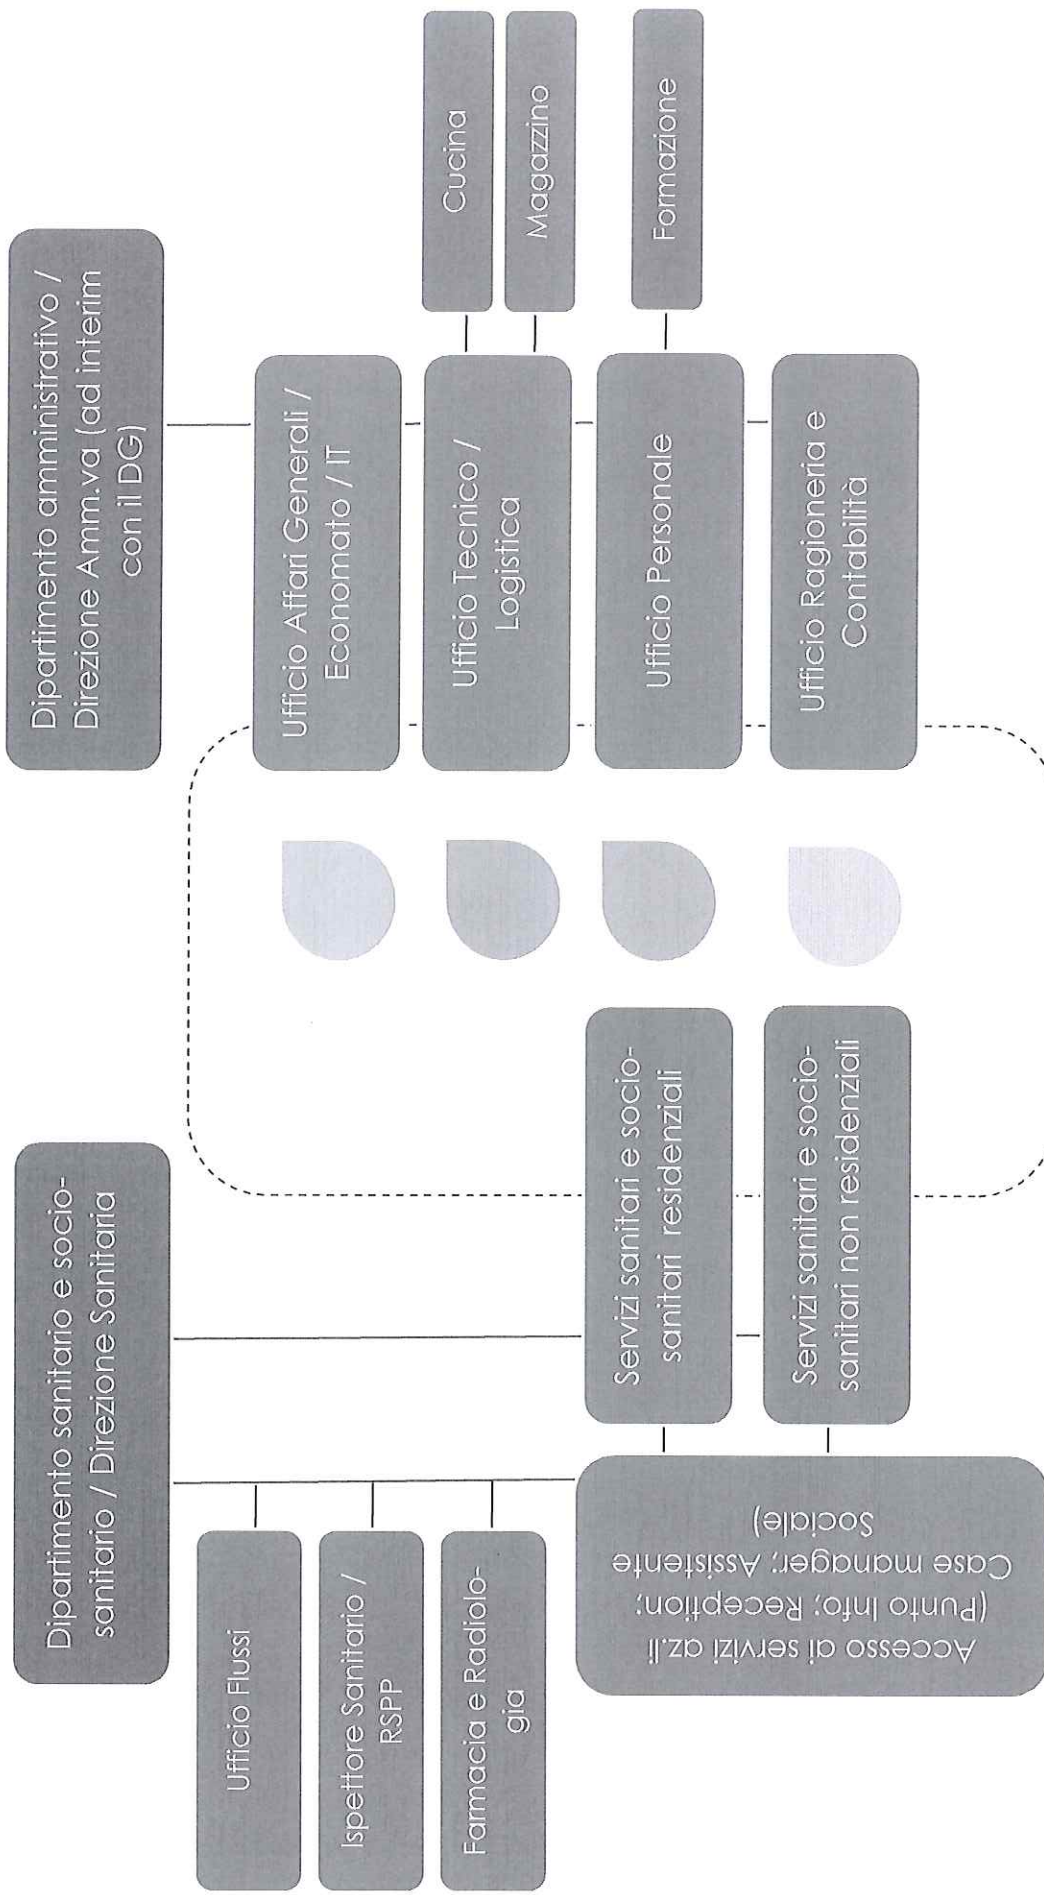 Dipartimento sanitario e socio-
sanitario / Direzione Sanitaria
Ufficio Flussi
Ispettore Sanitario /
RSPP
Farmacia e Radiolo-
gia
Accesso ai servizi az.li
(Punto Info; Reception;
Case manager; Assistente
Sociale)
Servizi sanitari e socio-
sanitari residenziali
Servizi sanitari e socio-
sanitari non residenziali
Dipartimento amministrativo /
Direzione Amm.va (ad interim
con il DG)
Ufficio Affari Generali /
Economato / IT
Ufficio Tecnico /
Logistica
Ufficio Personale
Ufficio Ragioneria e
Contabilità
Cucina
Magazzino
Formazione